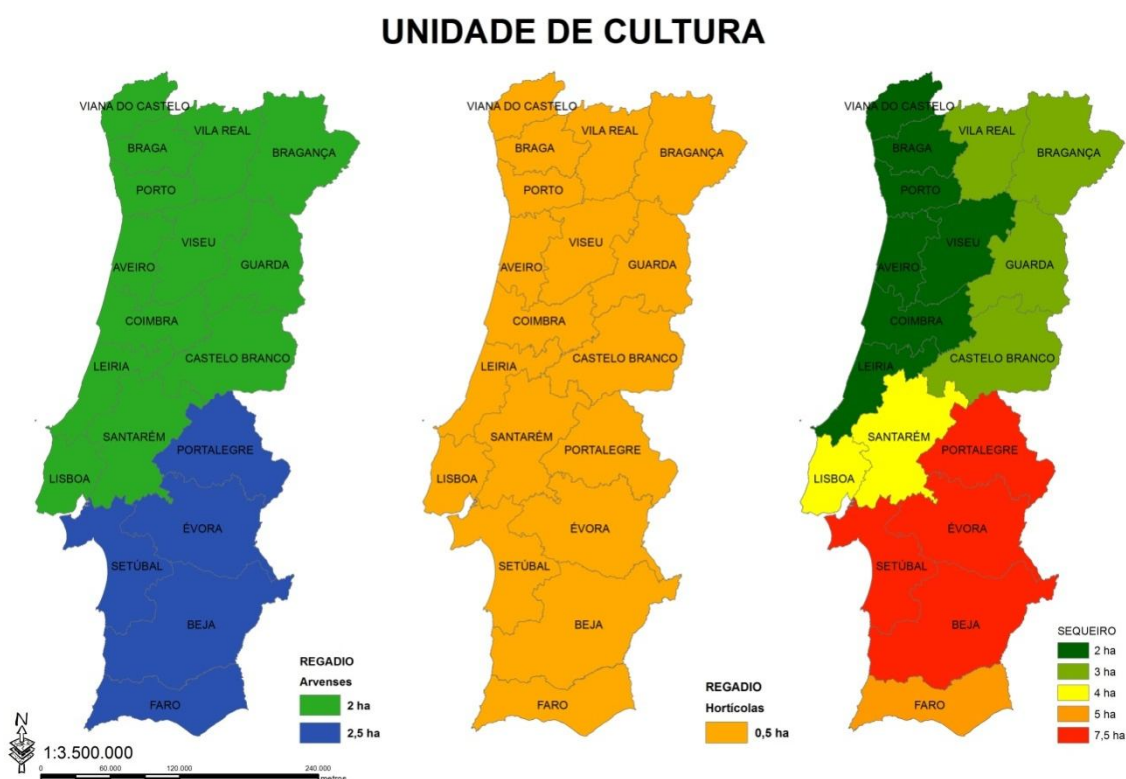 UNIDADE DE CULTURA
VIANA DO CASTELO
VILA REAL
BRAGA
BRAGANÇA
PORTO
VISEU
AVEIRO
GUARDA
COIMBRA
CASTELO BRANCO
LEIRIA
SANTARÉM
PORTALEGRE
LISBOA
ÉVORA
SETÚBAL
BEJA
FARO
REGADIO
Arvenses
2 ha
2,5 ha
N
1:3.500.000
0
60.000
120.000
240.000
metros
VIANA DO CASTELO
VILA REAL
BRAGA
BRAGANÇA
PORTO
VISEU
AVEIRO
GUARDA
COIMBRA
CASTELO BRANCO
LEIRIA
SANTARÉM
PORTALEGRE
LISBOA
ÉVORA
SETÚBAL
BEJA
FARO
REGADIO
Hortícolas
0,5 ha
VIANA DO CASTELO
VILA REAL
BRAGA
BRAGANÇA
PORTO
VISEU
AVEIRO
GUARDA
COIMBRA
CASTELO BRANCO
LEIRIA
SANTARÉM
PORTALEGRE
LISBOA
ÉVORA
SETÚBAL
BEJA
FARO
SEQUEIRO
2 ha
3 ha
4 ha
5 ha
7,5 ha